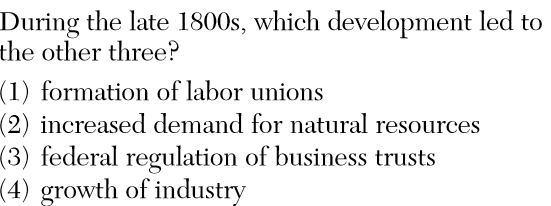 During the late 1800s, which development led to
the other three?
(1) formation of labor unions
(2) increased demand for natural resources
(3) federal regulation of business trusts
(4) growth of industry